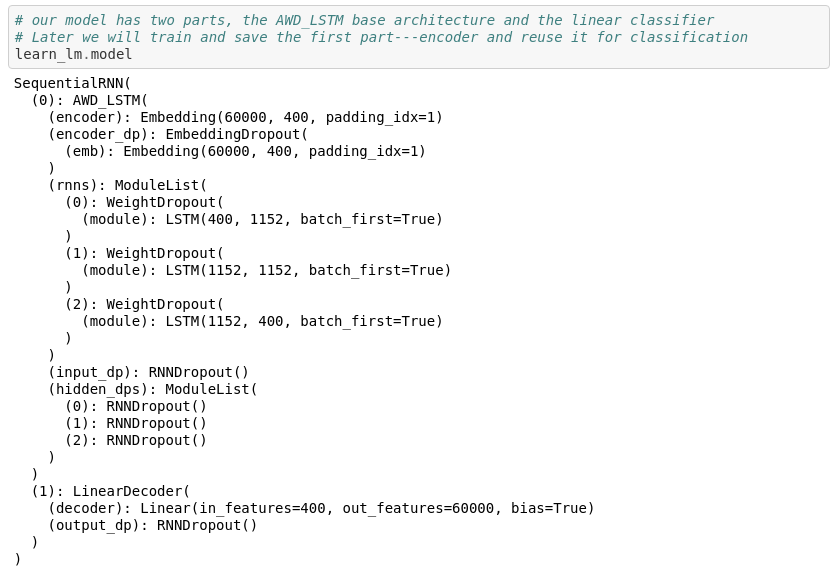 # our model has two parts, the AWD_LSTM base architecture and the linear classifier
# Later we will train and save the first part---encoder and reuse it for classification
learn_lm.model
SequentialRNN(
  (0): AWD_LSTM(
    (encoder): Embedding(60000, 400, padding_idx=1)
    (encoder_dp): EmbeddingDropout(
      (emb): Embedding(60000, 400, padding_idx=1)
    )
    (rnns): ModuleList(
      (0): WeightDropout(
        (module): LSTM(400, 1152, batch_first=True)
      )
      (1): WeightDropout(
        (module): LSTM(1152, 1152, batch_first=True)
      )
      (2): WeightDropout(
        (module): LSTM(1152, 400, batch_first=True)
      )
    )
    (input_dp): RNNDropout()
    (hidden_dps): ModuleList(
      (0): RNNDropout()
      (1): RNNDropout()
      (2): RNNDropout()
    )
  )
  (1): LinearDecoder(
    (decoder): Linear(in_features=400, out_features=60000, bias=True)
    (output_dp): RNNDropout()
  )
)